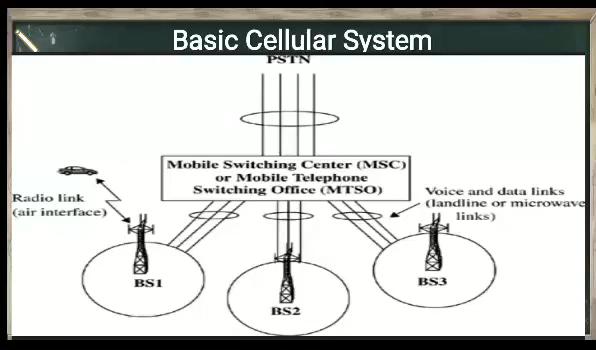 Basic Cellular System
PSTN
Mobile Switching Center (MSC)
or Mobile Telephone
Switching Office (MTSO)
Radio link
(air interface)
Voice and data links
(landline or microwave
links)
BS1
BS2
BS3